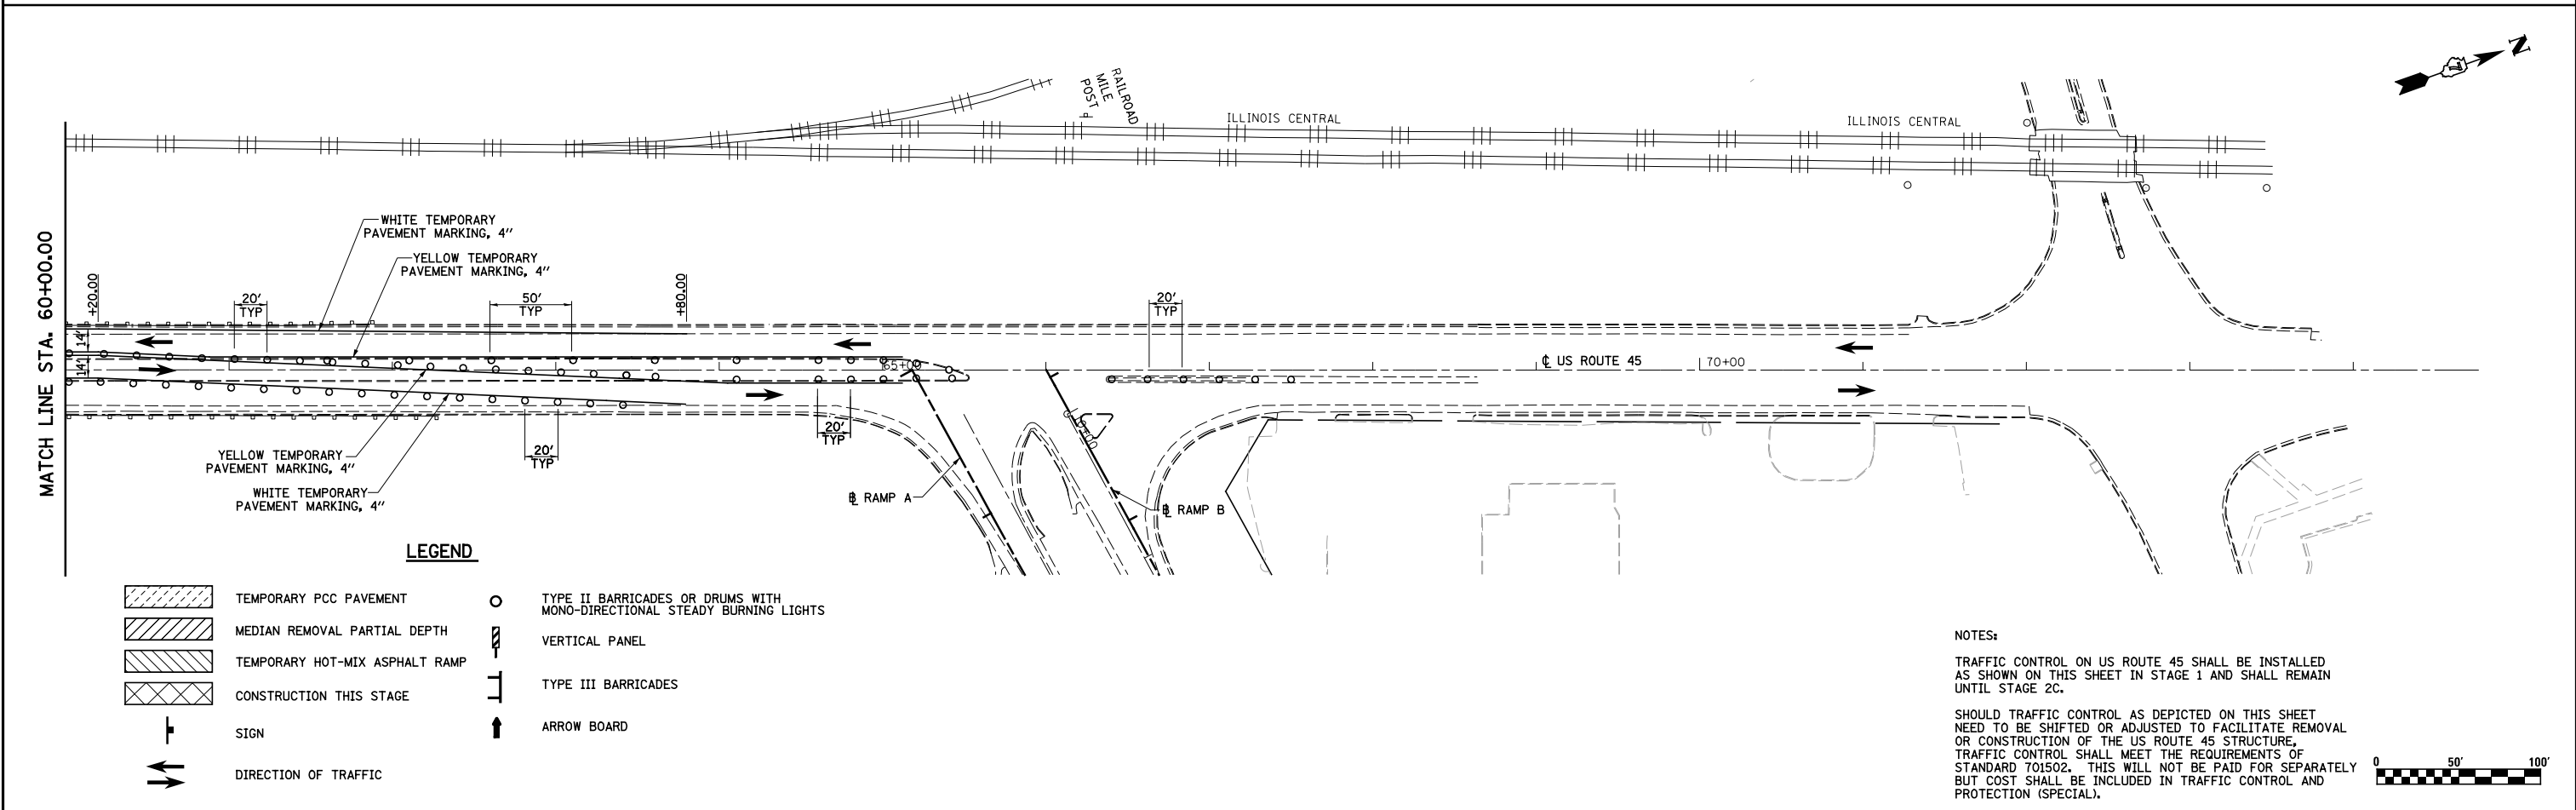 N
RAILROAD
MILE
POST
ILLINOIS CENTRAL
ILLINOIS CENTRAL
MATCH LINE STA. 60+00.00
WHITE TEMPORARY
PAVEMENT MARKING, 4"
YELLOW TEMPORARY
PAVEMENT MARKING, 4"
+20.00
20'
TYP
50'
TYP
+80.00
20'
TYP
14'
14'
65+00
℄ US ROUTE 45
70+00
20'
TYP
20'
TYP
YELLOW TEMPORARY
PAVEMENT MARKING, 4"
WHITE TEMPORARY
PAVEMENT MARKING, 4"
B̲L RAMP A
B̲L RAMP B
LEGEND
TEMPORARY PCC PAVEMENT
MEDIAN REMOVAL PARTIAL DEPTH
TEMPORARY HOT-MIX ASPHALT RAMP
CONSTRUCTION THIS STAGE
SIGN
DIRECTION OF TRAFFIC
TYPE II BARRICADES OR DRUMS WITH
MONO-DIRECTIONAL STEADY BURNING LIGHTS
VERTICAL PANEL
TYPE III BARRICADES
ARROW BOARD
NOTES:
TRAFFIC CONTROL ON US ROUTE 45 SHALL BE INSTALLED
AS SHOWN ON THIS SHEET IN STAGE 1 AND SHALL REMAIN
UNTIL STAGE 2C.
SHOULD TRAFFIC CONTROL AS DEPICTED ON THIS SHEET
NEED TO BE SHIFTED OR ADJUSTED TO FACILITATE REMOVAL
OR CONSTRUCTION OF THE US ROUTE 45 STRUCTURE,
TRAFFIC CONTROL SHALL MEET THE REQUIREMENTS OF
STANDARD 701502. THIS WILL NOT BE PAID FOR SEPARATELY
BUT COST SHALL BE INCLUDED IN TRAFFIC CONTROL AND
PROTECTION (SPECIAL).
0 50' 100'